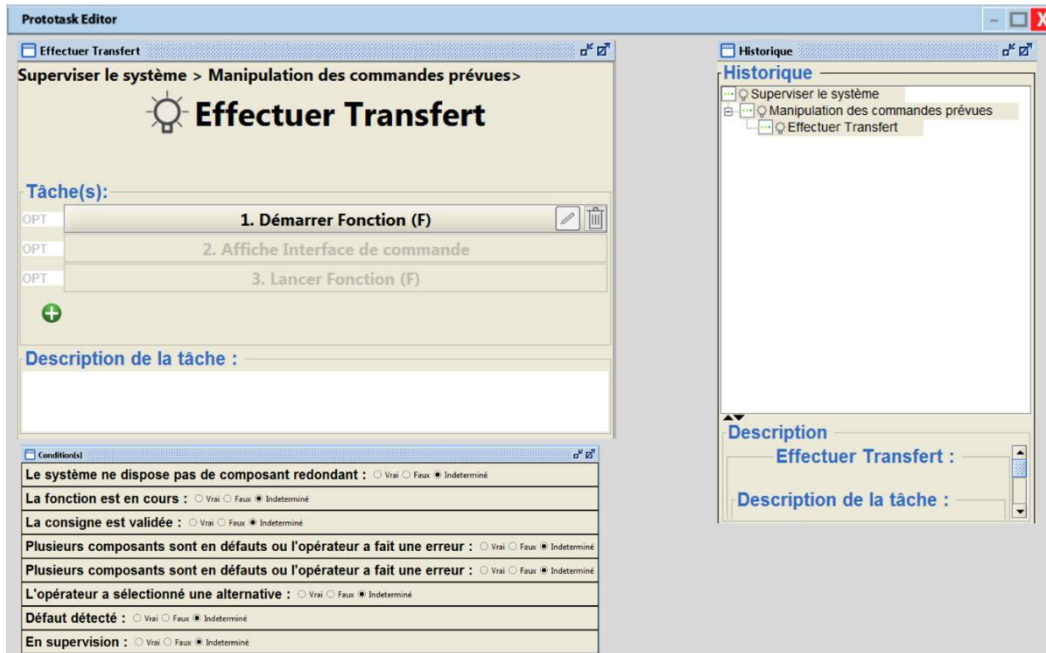 Prototask Editor
Effectuer Transfert
Superviser le système > Manipulation des commandes prévues>
Effectuer Transfert
Tâche(s):
OPT 1. Démarrer Fonction (F)
OPT 2. Affiche Interface de commande
OPT 3. Lancer Fonction (F)
Description de la tâche :
Condition(s)
Le système ne dispose pas de composant redondant : Vrai Faux Indeterminé
La fonction est en cours : Vrai Faux Indeterminé
La consigne est validée : Vrai Faux Indeterminé
Plusieurs composants sont en défauts ou l'opérateur a fait une erreur : Vrai Faux Indeterminé
Plusieurs composants sont en défauts ou l'opérateur a fait une erreur : Vrai Faux Indeterminé
L'opérateur a sélectionné une alternative : Vrai Faux Indeterminé
Défaut détecté : Vrai Faux Indeterminé
En supervision : Vrai Faux Indeterminé
Historique
Historique
Superviser le système
Manipulation des commandes prévues
Effectuer Transfert
Description
Effectuer Transfert :
Description de la tâche :